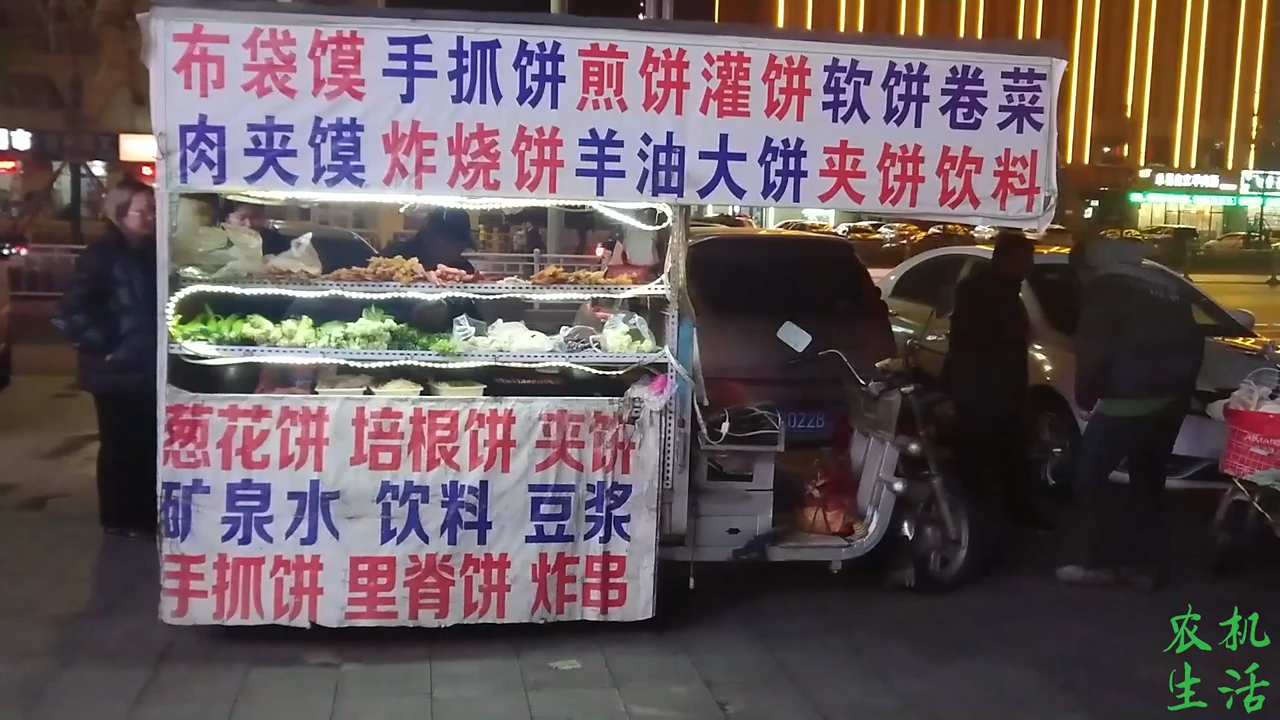 布袋馍 手抓饼 煎饼 灌饼 软饼卷菜
肉夹馍 炸烧饼 羊油大饼 夹饼 饮料
葱花饼 培根饼 夹饼
矿泉水 饮料 豆浆
手抓饼 里脊饼 炸串
022B
农机
生活